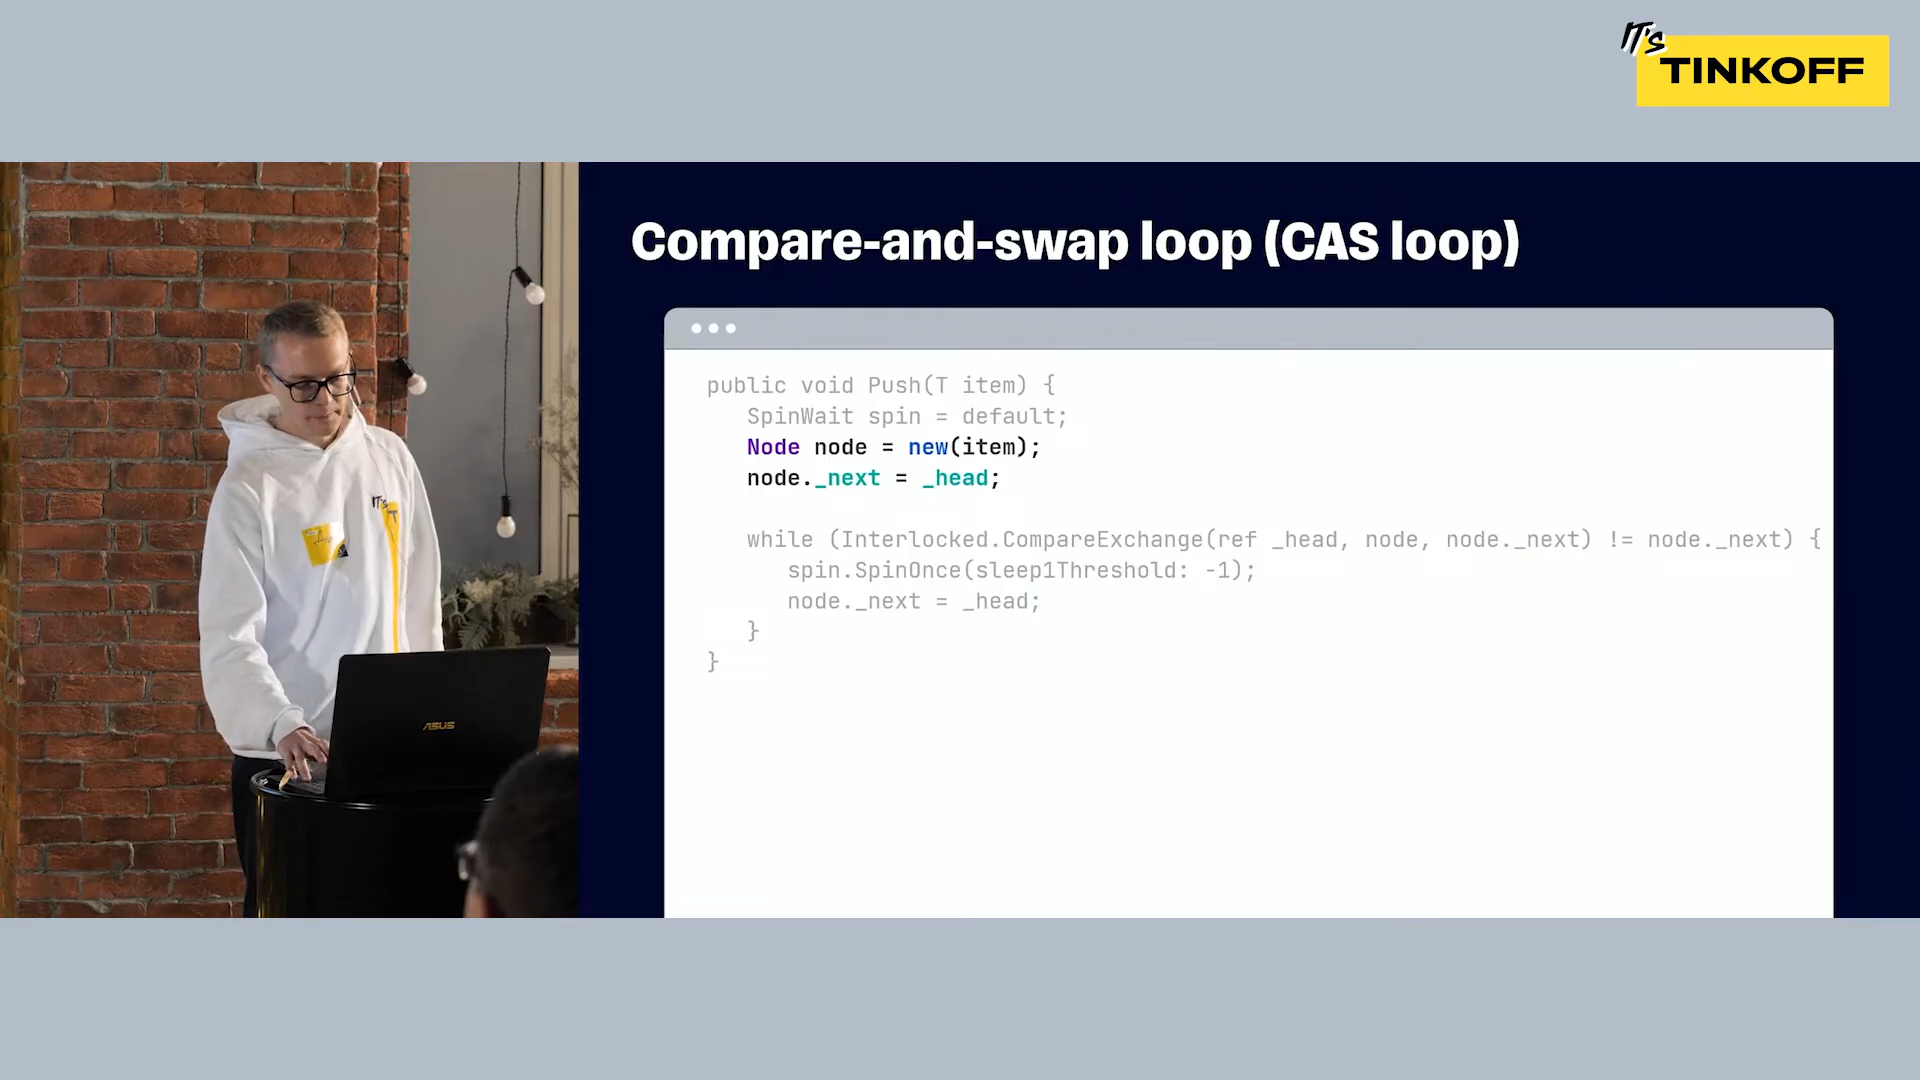 IT's
TINKOFF
Compare-and-swap loop (CAS loop)
public void Push(T item) {
SpinWait spin = default;
Node node = new(item);
node._next = _head;
while (Interlocked.CompareExchange(ref _head, node, node._next) != node._next) {
spin.SpinOnce(sleep1Threshold: -1);
node._next = _head;
}
}
IT's
T
ASUS